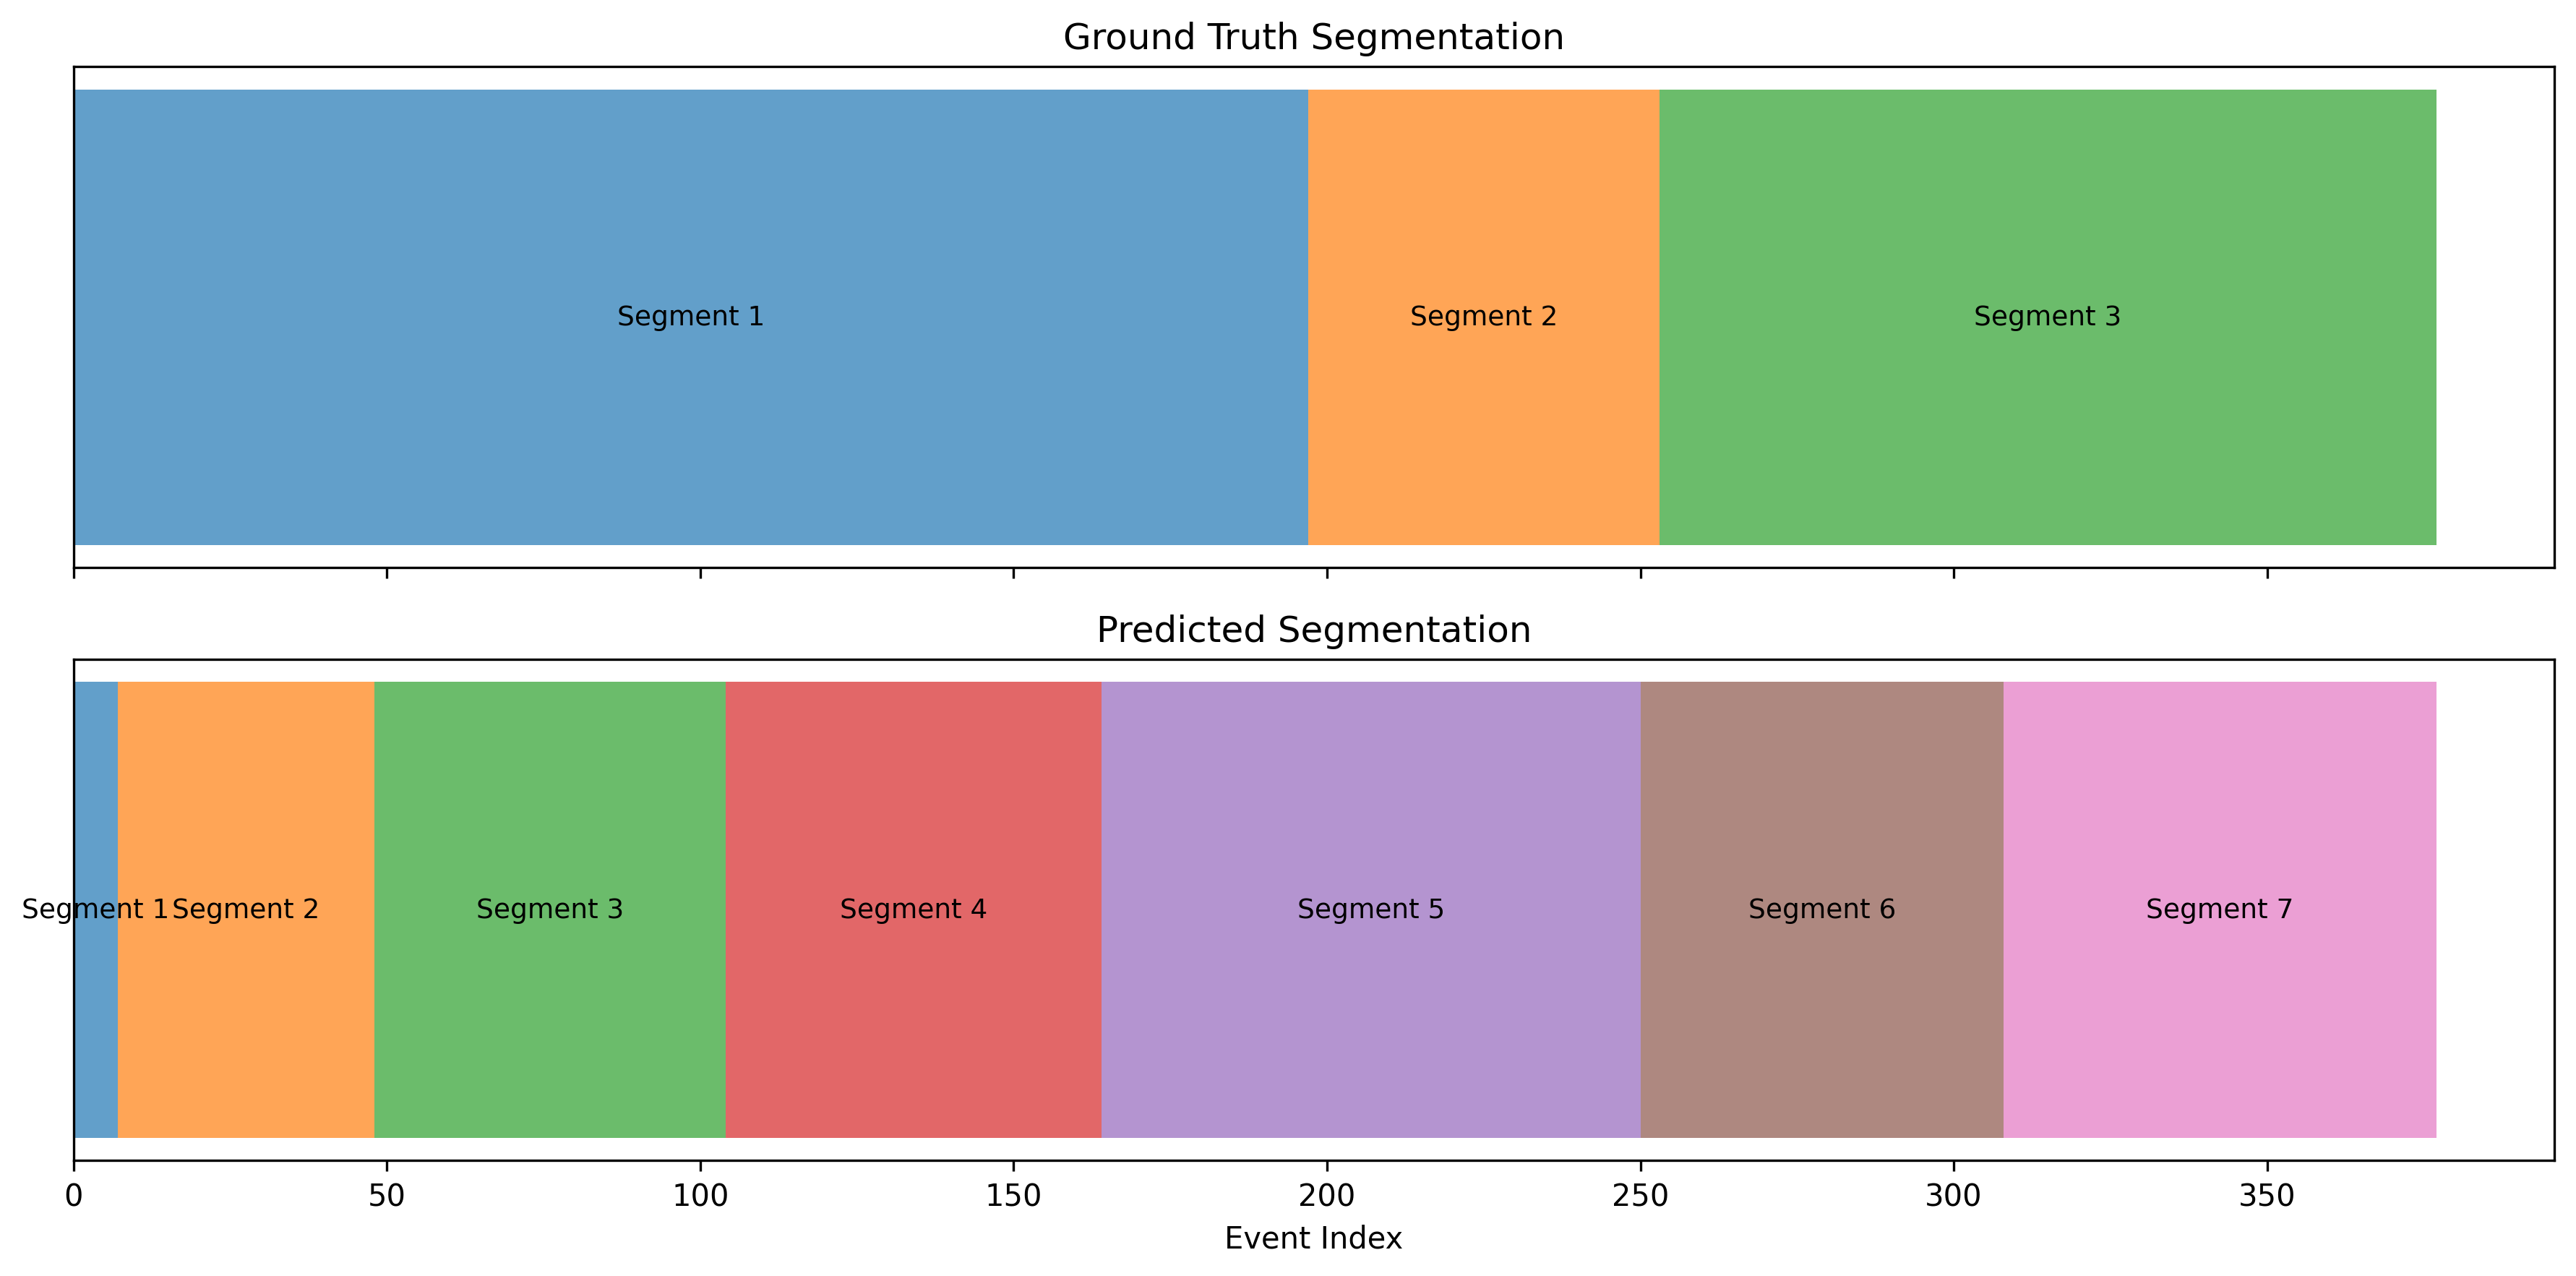 Ground Truth Segmentation
Segment 1 Segment 2 Segment 3
Predicted Segmentation
Segment 1 Segment 2 Segment 3 Segment 4 Segment 5 Segment 6 Segment 7
0 50 100 150 200 250 300 350
Event Index